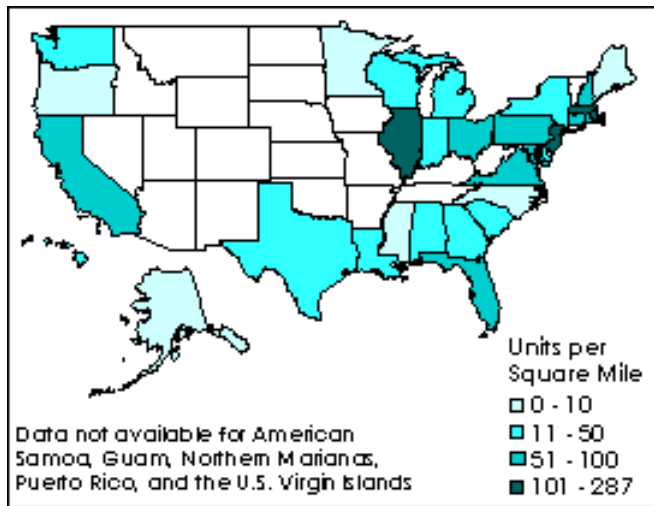 Units per
Square Mile
0 - 10
11 - 50
51 - 100
101 - 287
Data not available for American
Samoa, Guam, Northern Marianas,
Puerto Rico, and the U.S. Virgin Islands